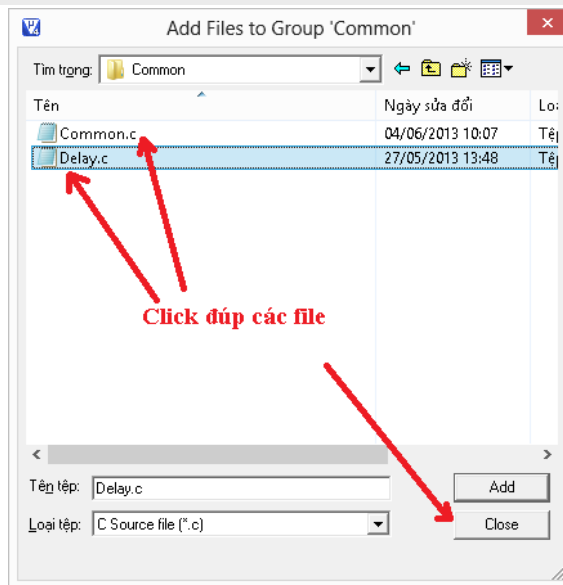 Add Files to Group 'Common'
Tìm trọng: Common
Tên Ngày sửa đổi
Common.c 04/06/2013 10:07
Delay.c 27/05/2013 13:48
Click đúp các file
Tên tệp: Delay.c Add
Loại tệp: C Source file (*.c) Close